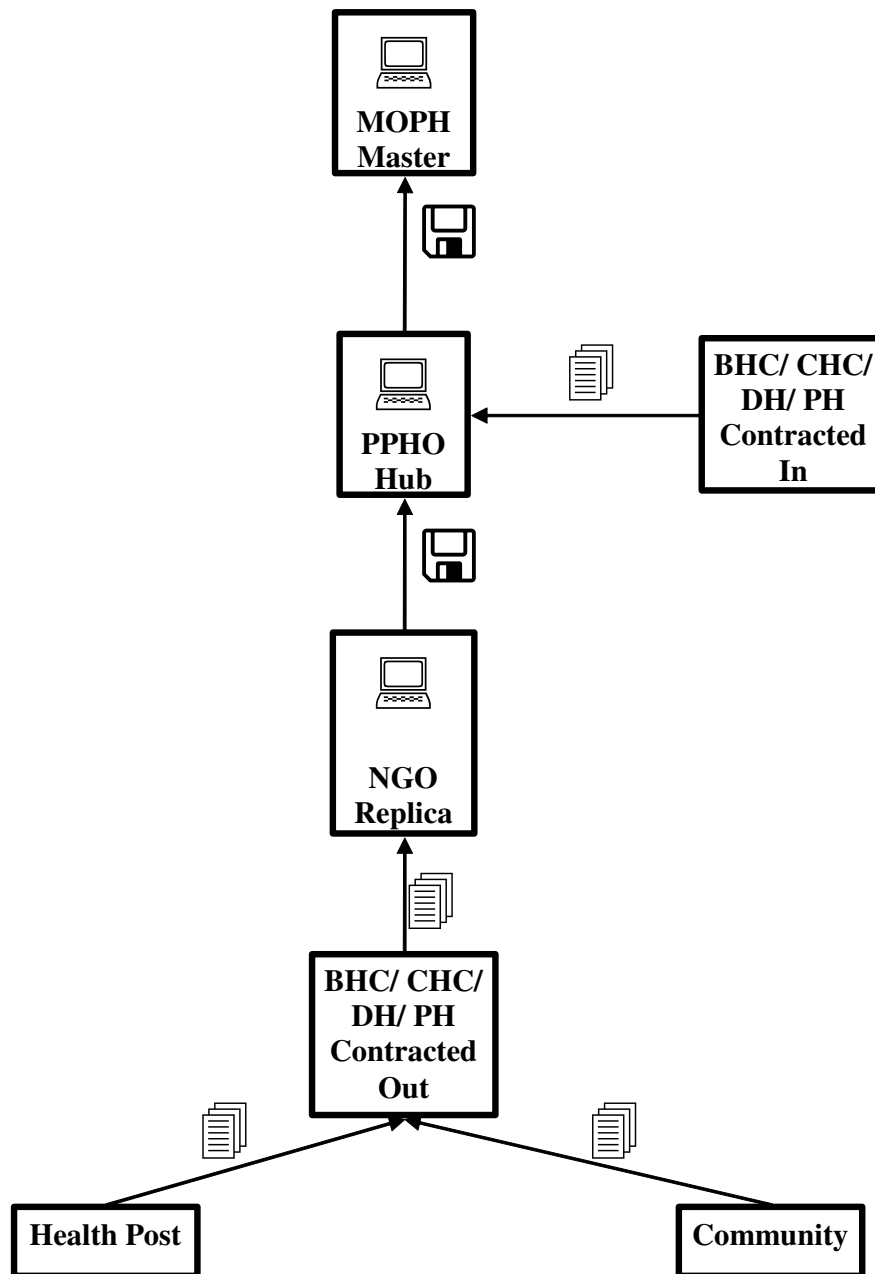 MOPH
Master
PPHO
Hub
BHC/ CHC/
DH/ PH
Contracted
In
NGO
Replica
BHC/ CHC/
DH/ PH
Contracted
Out
Health Post
Community